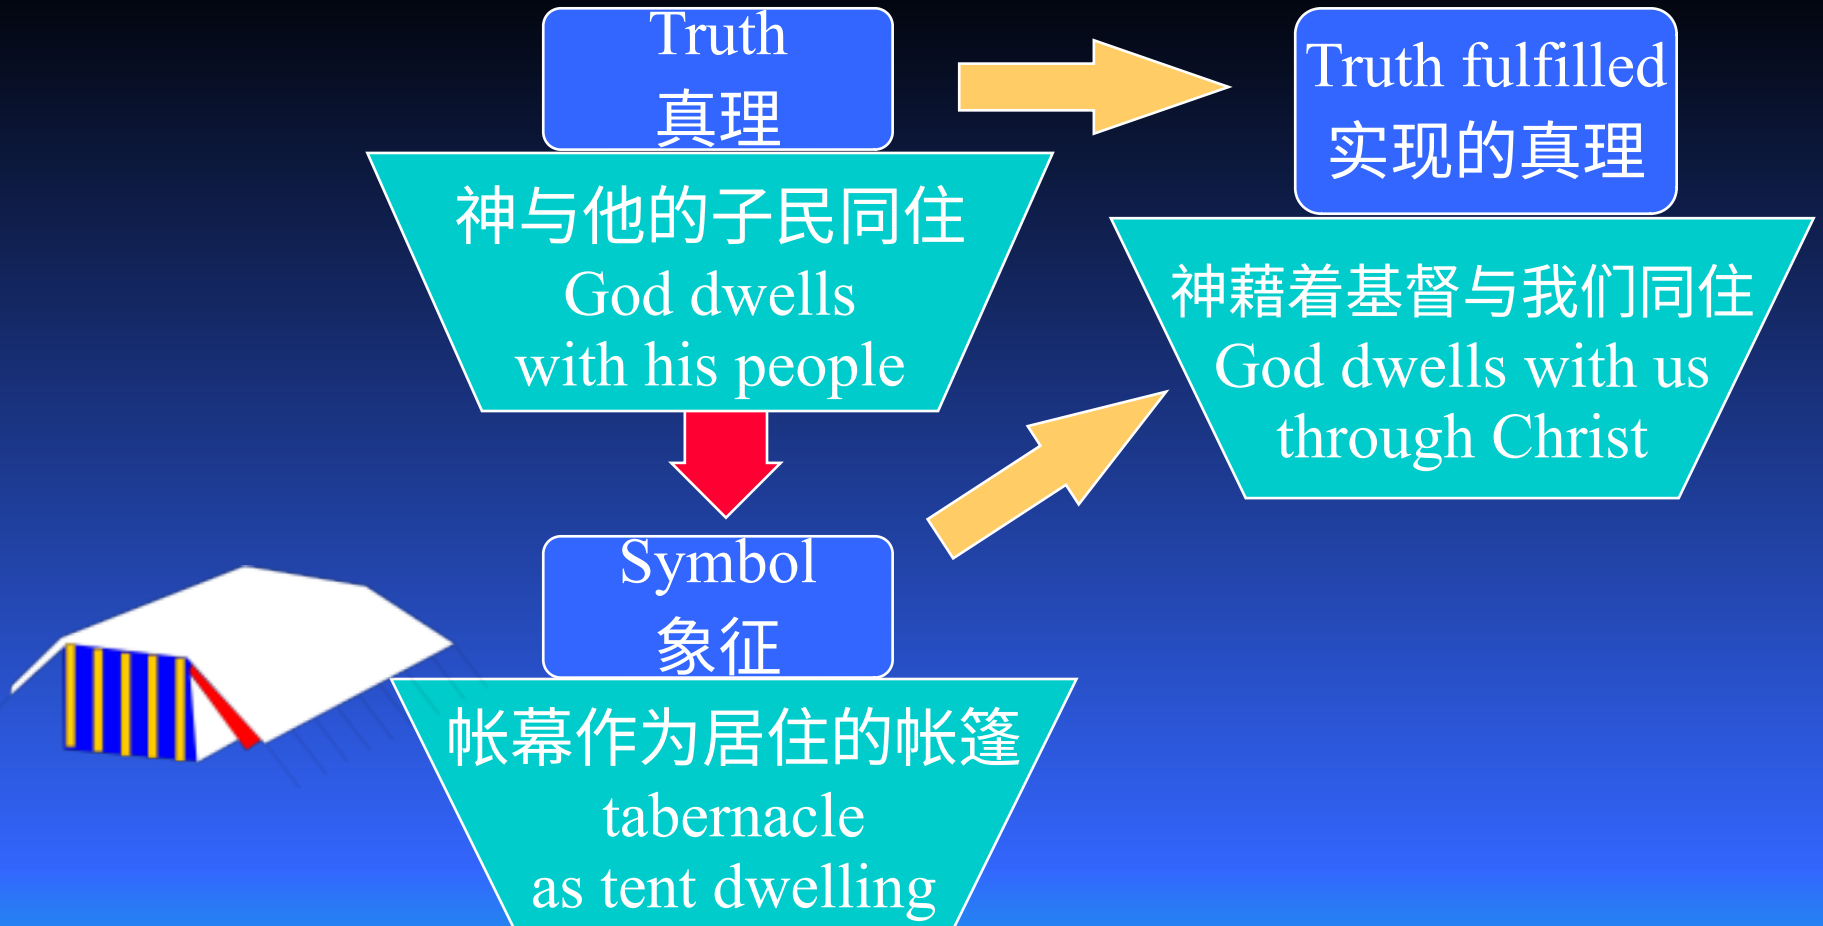 Truth
真理
神与他的子民同住
God dwells
with his people
Truth fulfilled
实现的真理
神藉着基督与我们同住
God dwells with us
through Christ
Symbol
象征
帐幕作为居住的帐篷
tabernacle
as tent dwelling